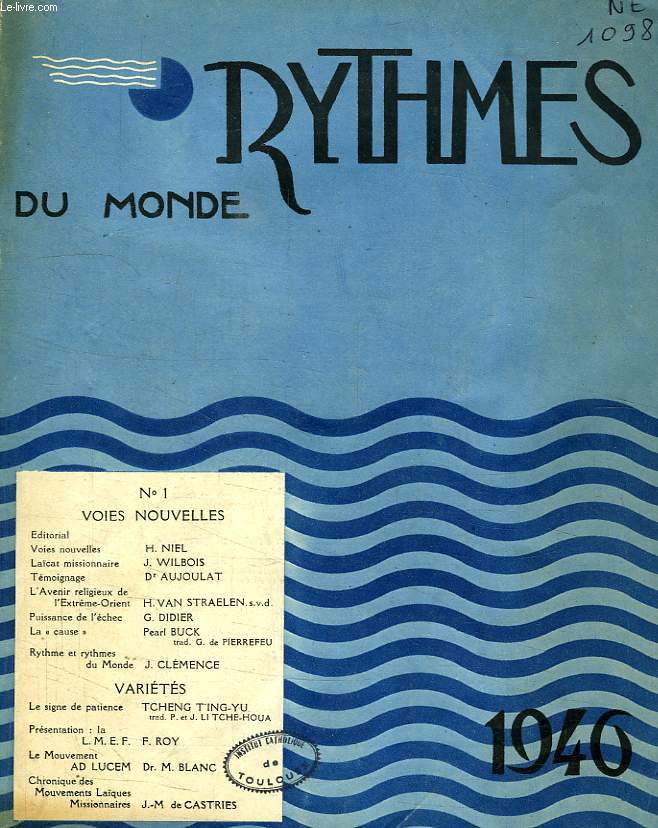 Le-livre.com
NE
1098
RYTHMES
DU MONDE
No 1
VOIES NOUVELLES
Editorial
Voies nouvelles H. NIEL
Laïcat missionnaire J. WILBOIS
Témoignage Dr AUJOULAT
L'Avenir religieux de
l'Extrême-Orient H. VAN STRAELEN, s.v.d.
Puissance de l'échec G. DIDIER
La « cause » Pearl BUCK
trad. G. de PIERREFEU
Rythme et rythmes
du Monde J. CLÉMENCE
VARIÉTÉS
Le signe de patience TCHENG T'ING-YU
trad. P. et J. LI TCHE-HOUA
Présentation : la
L. M. E. F. F. ROY
Le Mouvement
AD LUCEM Dr. M. BLANC
Chronique des
Mouvements Laïques
Missionnaires J.-M de CASTRIES
INSTITUT CATHOLIQUE
de
TOULOUSE
1946